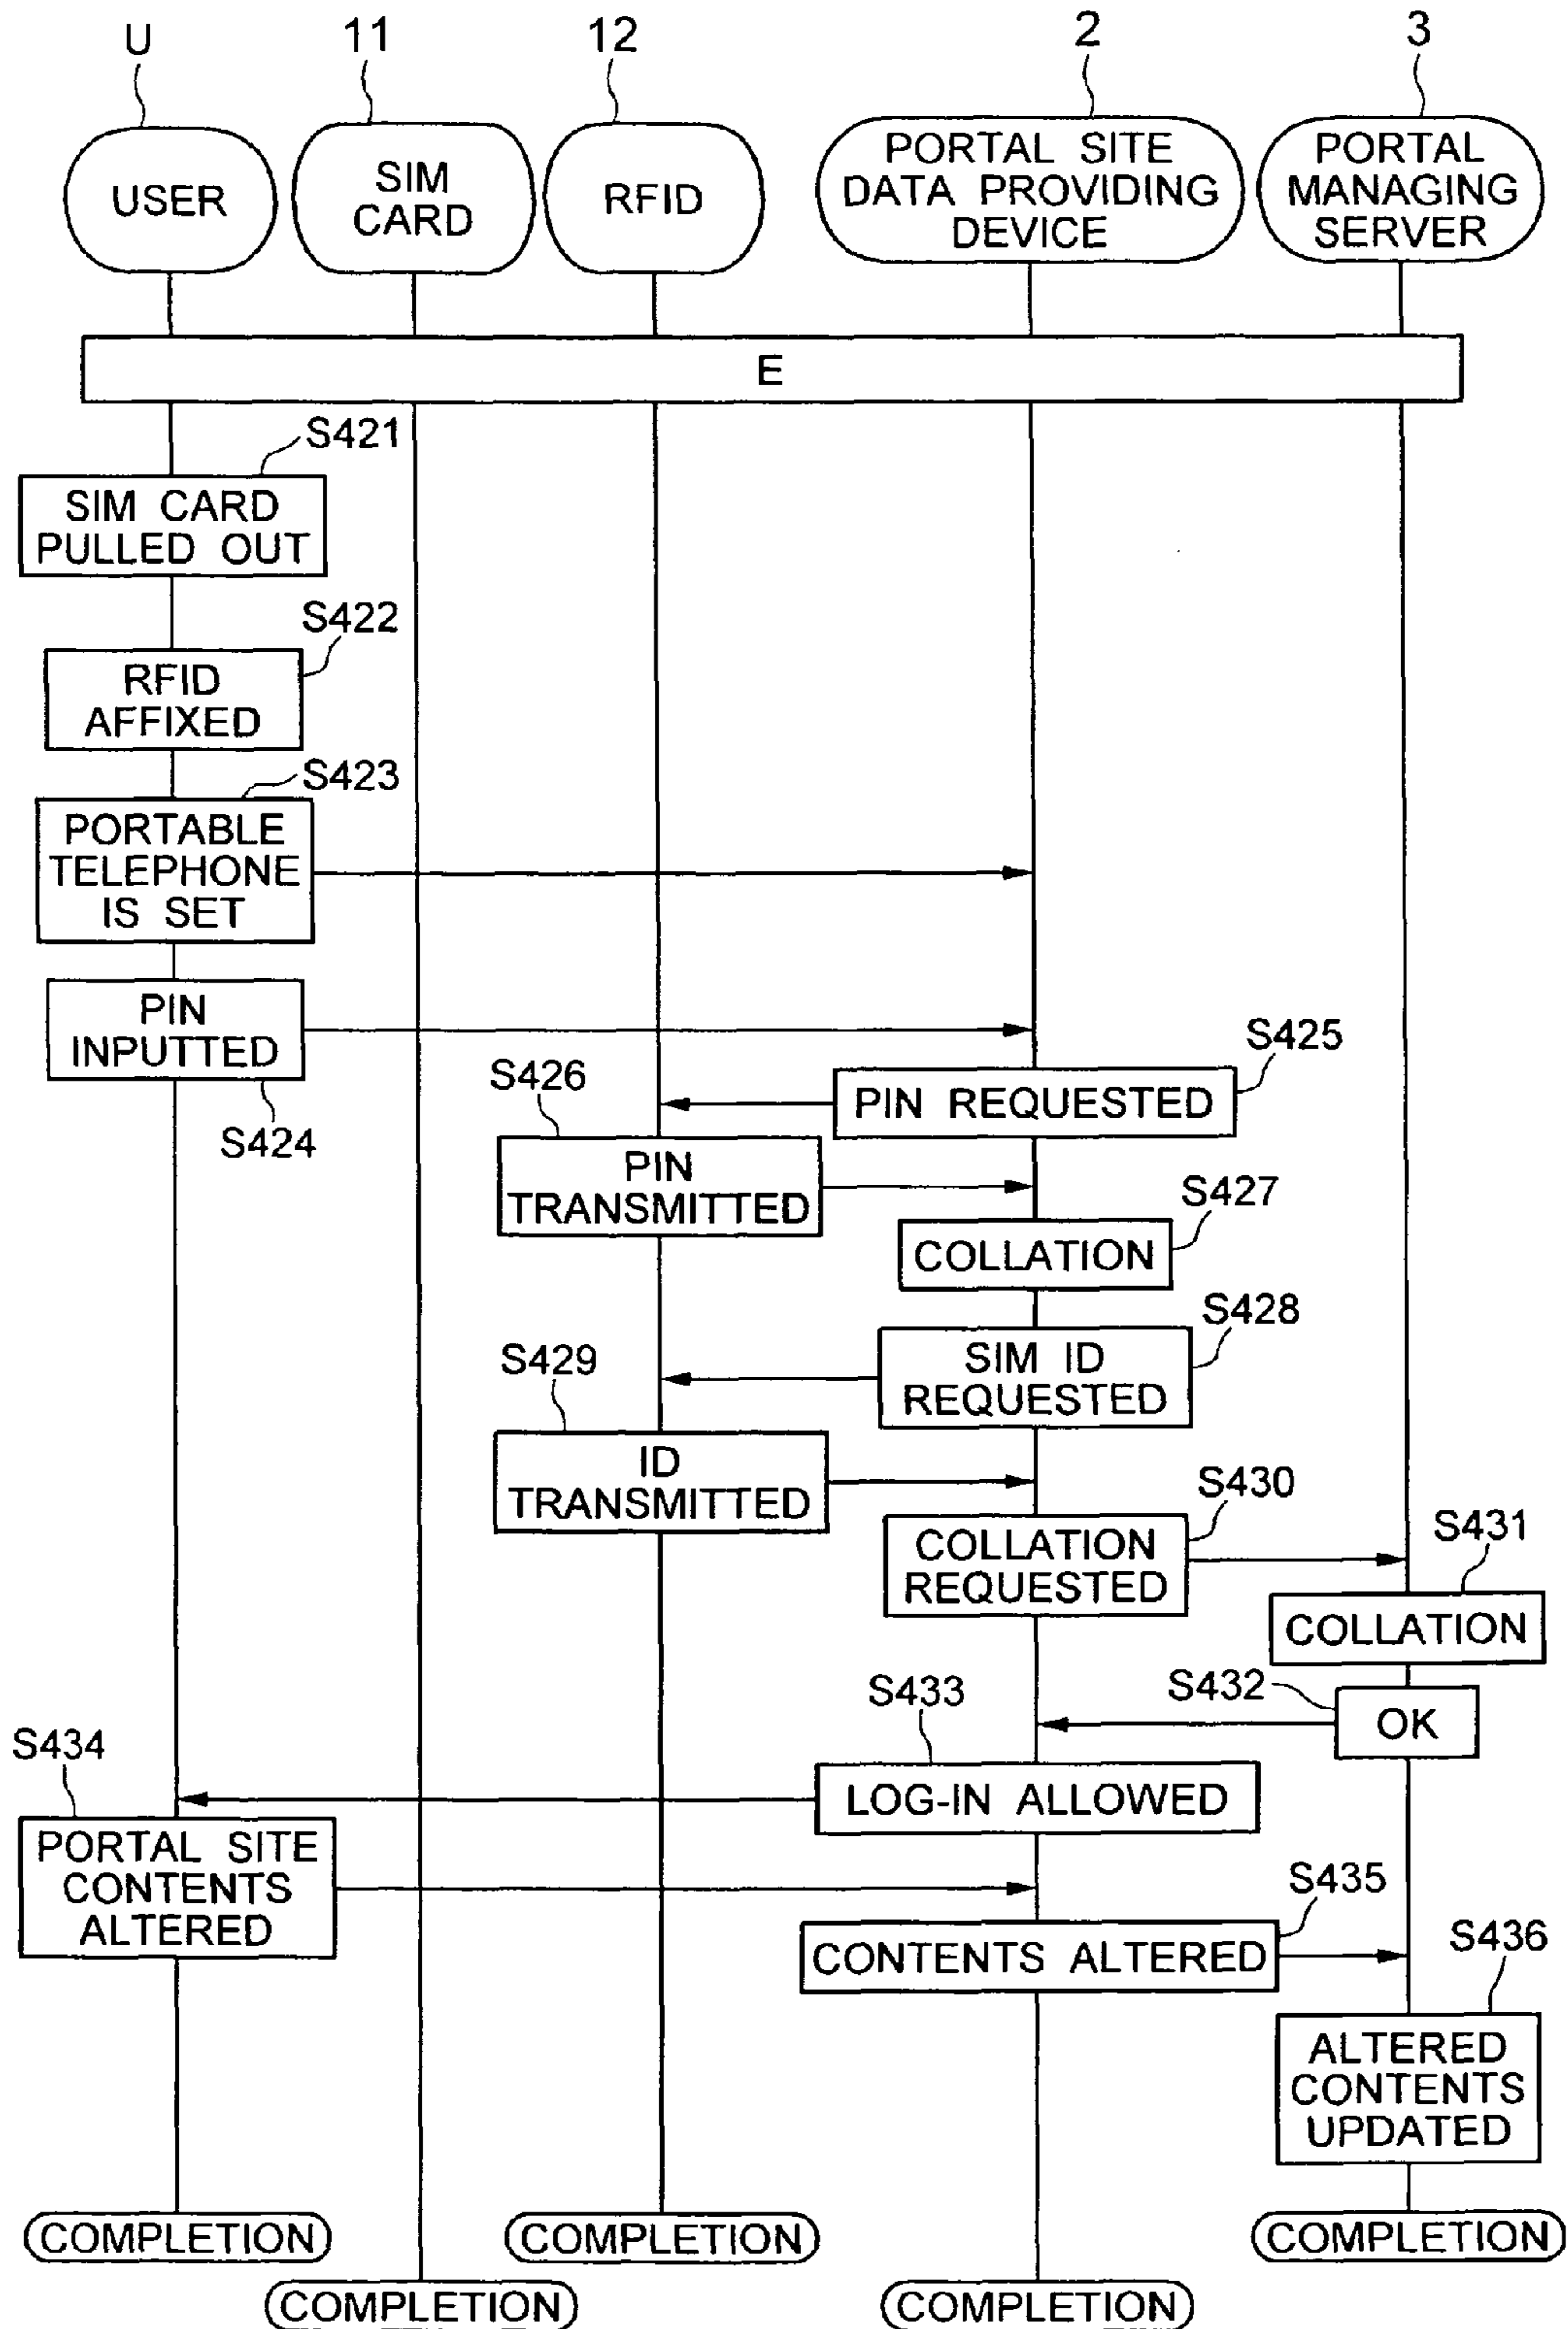 U
11
12
2
3
USER
SIM
CARD
RFID
PORTAL SITE
DATA PROVIDING
DEVICE
PORTAL
MANAGING
SERVER
E
S421
SIM CARD
PULLED OUT
S422
RFID
AFFIXED
S423
PORTABLE
TELEPHONE
IS SET
PIN
INPUTTED
S424
S425
PIN REQUESTED
S426
PIN
TRANSMITTED
S427
COLLATION
S428
SIM ID
REQUESTED
S429
ID
TRANSMITTED
S430
COLLATION
REQUESTED
S431
COLLATION
S432
OK
S433
LOG-IN ALLOWED
S434
PORTAL SITE
CONTENTS
ALTERED
S435
CONTENTS ALTERED
S436
ALTERED
CONTENTS
UPDATED
COMPLETION
COMPLETION
COMPLETION
COMPLETION
COMPLETION